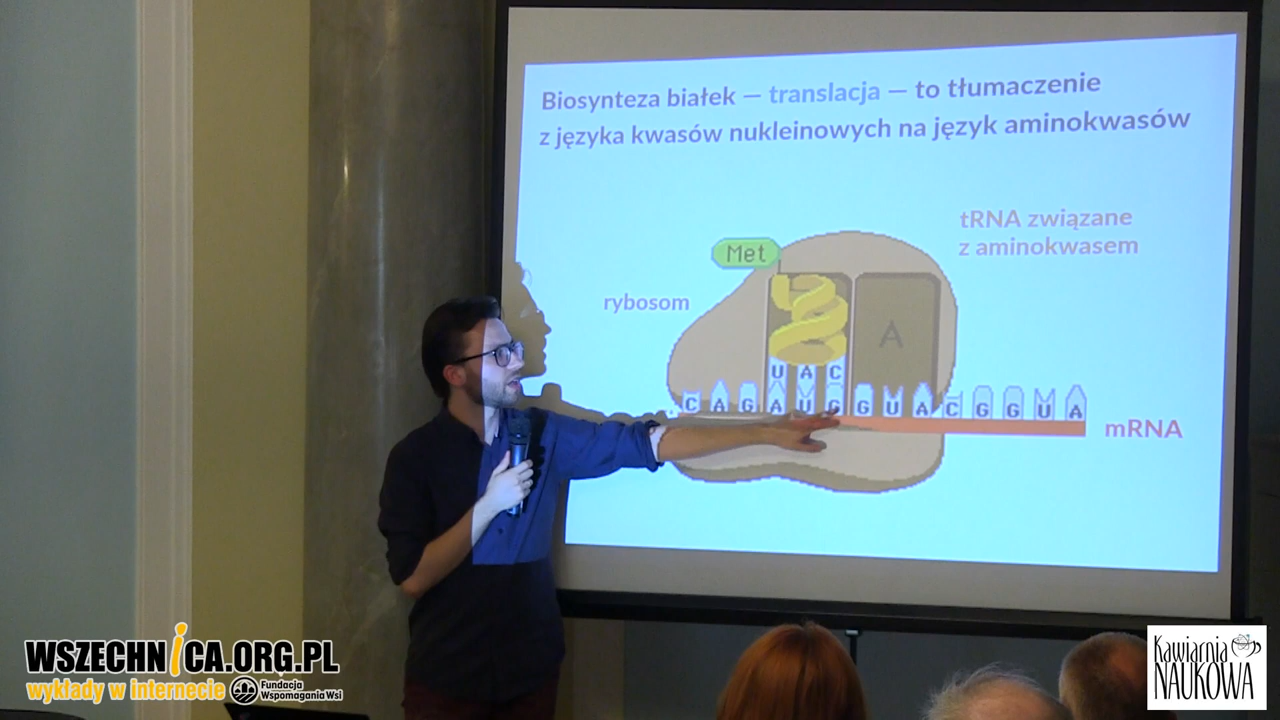 Biosynteza białek — translacja — to tłumaczenie
z języka kwasów nukleinowych na język aminokwasów
tRNA związane
z aminokwasem
Met
rybosom
A
U A C
C A G A U G G U A C G G U A
mRNA
WSZECHNiCA.ORG.PL
wykłady w internecie
Fundacja
Wspomagania Wsi
Kawiarnia
NAUKOWA